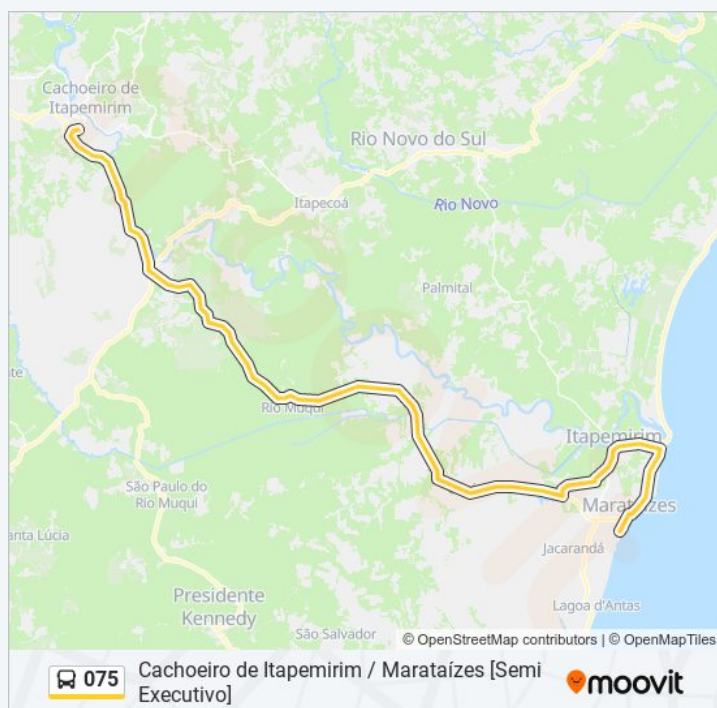 Cachoeiro de
Itapemirim
Rio Novo do Sul
Itapecoá
Rio Novo
Palmital
Rio Muqui
Itapemirim
São Paulo do
Rio Muqui
Marataízes
anta Lúcia
Jacarandá
Presidente
Kennedy
Lagoa d'Antas
São Salvador
© OpenStreetMap contributors | © OpenMapTiles
075
Cachoeiro de Itapemirim / Marataízes [Semi
Executivo]
moovit